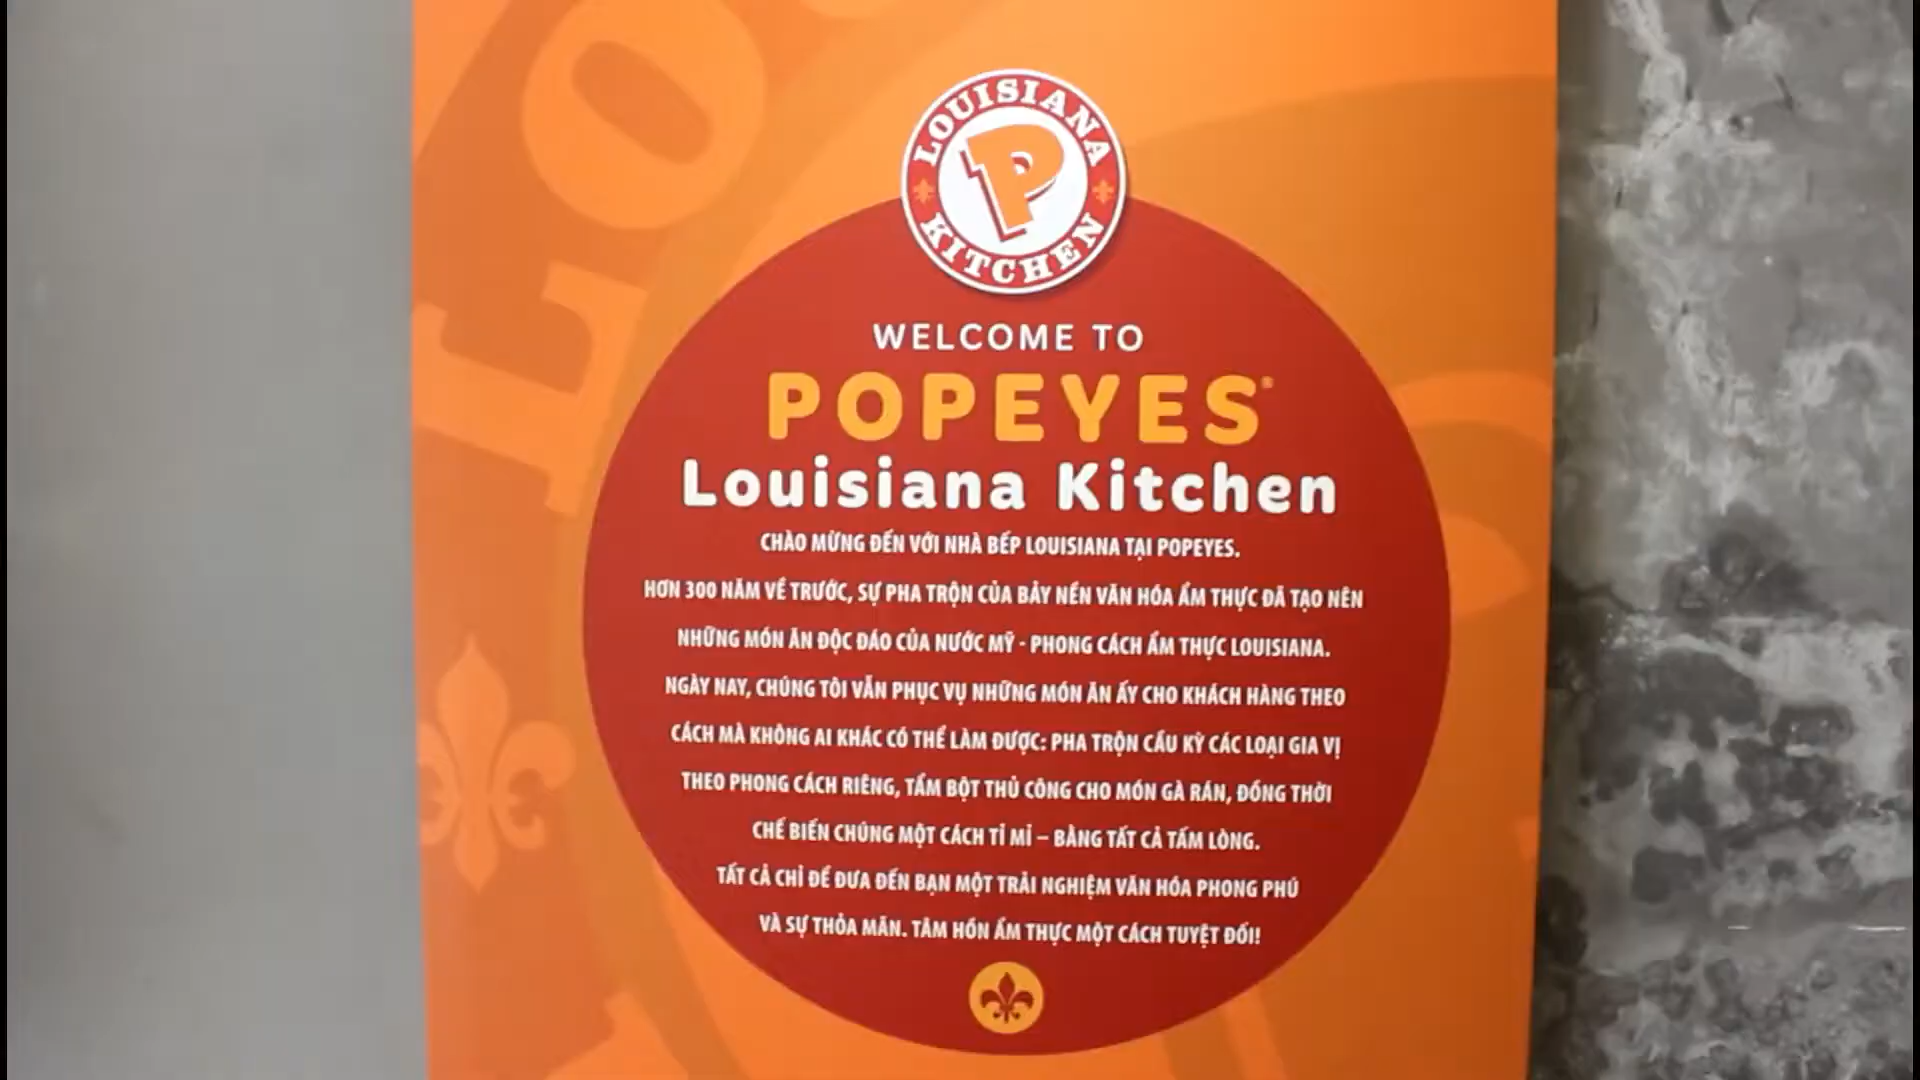 LOUISIANA
P
KITCHEN
WELCOME TO
POPEYES®
Louisiana Kitchen
CHÀO MỪNG ĐẾN VỚI NHÀ BẾP LOUISIANA TẠI POPEYES.
HƠN 300 NĂM VỀ TRƯỚC, SỰ PHA TRỘN CỦA BẢY NỀN VĂN HÓA ẨM THỰC ĐÃ TẠO NÊN
NHỮNG MÓN ĂN ĐỘC ĐÁO CỦA NƯỚC MỸ - PHONG CÁCH ẨM THỰC LOUISIANA.
NGÀY NAY, CHÚNG TÔI VẪN PHỤC VỤ NHỮNG MÓN ĂN ẤY CHO KHÁCH HÀNG THEO
CÁCH MÀ KHÔNG AI KHÁC CÓ THỂ LÀM ĐƯỢC: PHA TRỘN CẦU KỲ CÁC LOẠI GIA VỊ
THEO PHONG CÁCH RIÊNG, TẨM BỘT THỦ CÔNG CHO MÓN GÀ RÁN, ĐỒNG THỜI
CHẾ BIẾN CHÚNG MỘT CÁCH TỈ MỈ – BẰNG TẤT CẢ TẤM LÒNG.
TẤT CẢ CHỈ ĐỂ ĐƯA ĐẾN BẠN MỘT TRẢI NGHIỆM VĂN HÓA PHONG PHÚ
VÀ SỰ THỎA MÃN. TÂM HỒN ẨM THỰC MỘT CÁCH TUYỆT ĐỐI!